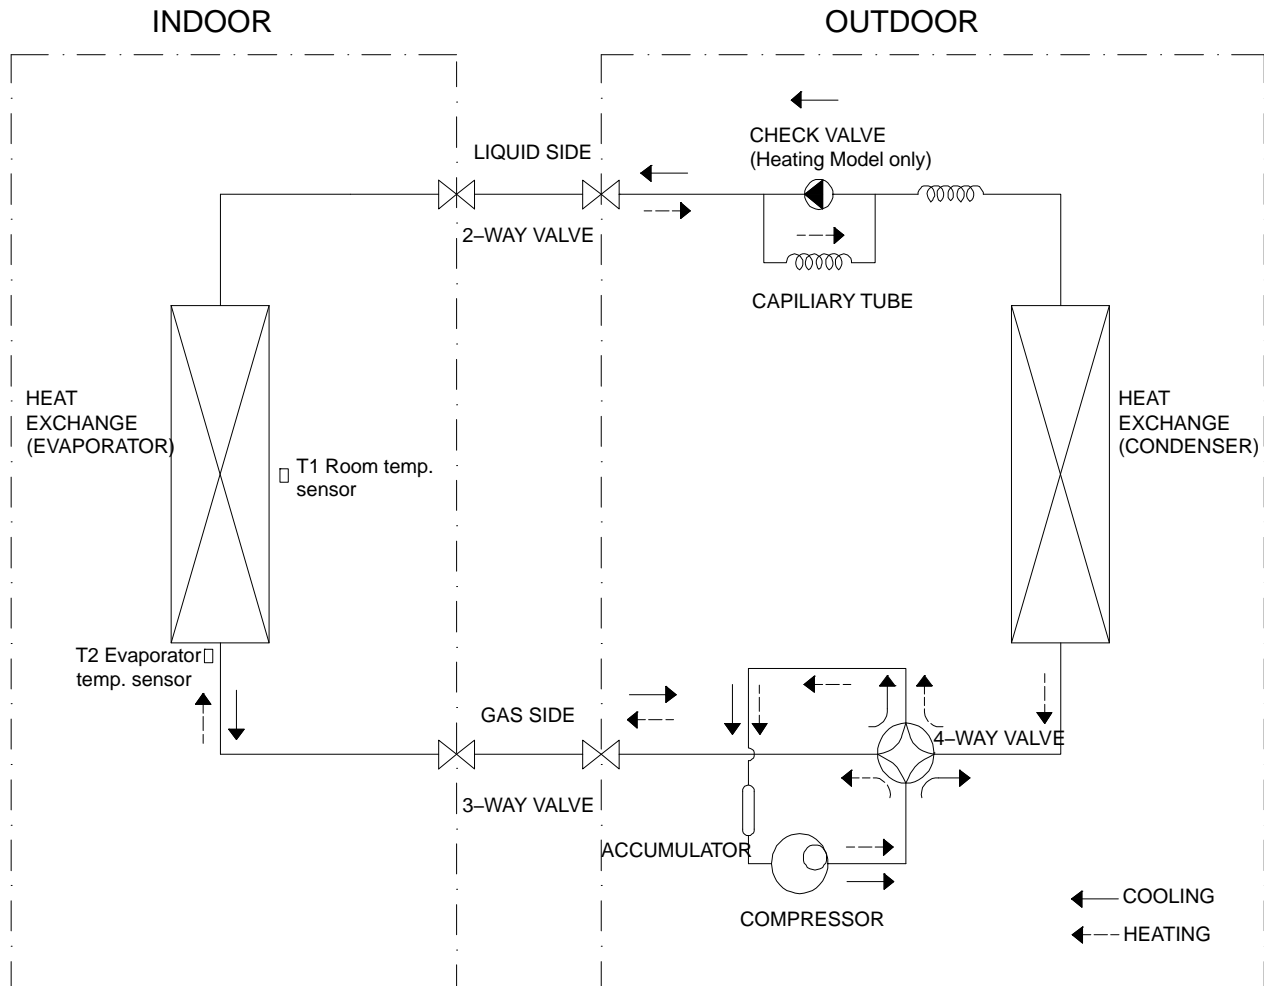 INDOOR
OUTDOOR
CHECK VALVE
(Heating Model only)
LIQUID SIDE
2–WAY VALVE
CAPILIARY TUBE
HEAT
EXCHANGE
(EVAPORATOR)
HEAT
EXCHANGE
(CONDENSER)
T1 Room temp.
sensor
T2 Evaporator
temp. sensor
GAS SIDE
4–WAY VALVE
3–WAY VALVE
ACCUMULATOR
COMPRESSOR
COOLING
HEATING